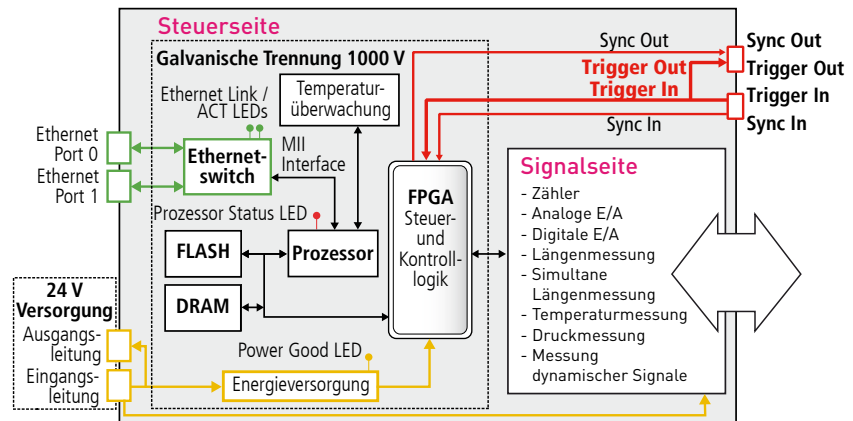 Steuerseite
Galvanische Trennung 1000 V
Ethernet Link /
ACT LEDs
Temperatur-
überwachung
Ethernet
Port 0
Ethernet
Port 1
Ethernet-
switch
MII
Interface
Prozessor Status LED
FLASH
Prozessor
DRAM
FPGA
Steuer-
und
Kontroll-
logik
24 V
Versorgung
Ausgangs-
leitung
Eingangs-
leitung
Power Good LED
Energieversorgung
Sync Out
Trigger Out
Trigger In
Sync In
Sync Out
Trigger Out
Trigger In
Sync In
Signalseite
- Zähler
- Analoge E/A
- Digitale E/A
- Längenmessung
- Simultane
Längenmessung
- Temperaturmessung
- Druckmessung
- Messung
dynamischer Signale